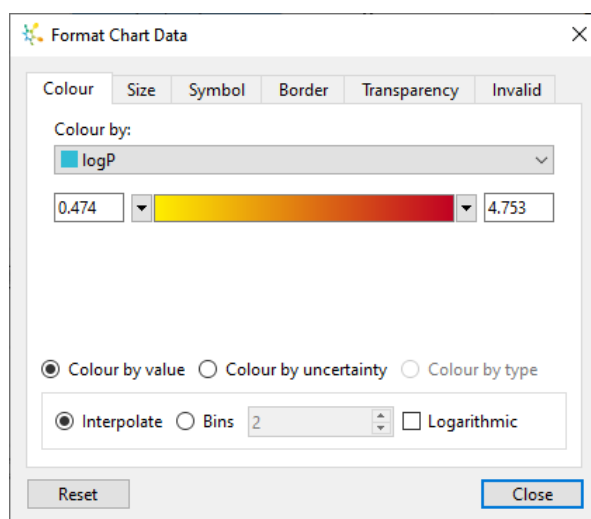 Format Chart Data
Colour Size Symbol Border Transparency Invalid
Colour by:
logP
0.474 4.753
Colour by value Colour by uncertainty Colour by type
Interpolate Bins 2 Logarithmic
Reset Close